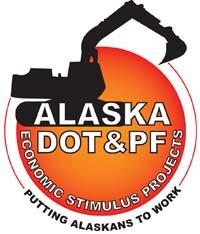 ALASKA
DOT&PF
ECONOMIC STIMULUS PROJECTS
PUTTING ALASKANS TO WORK